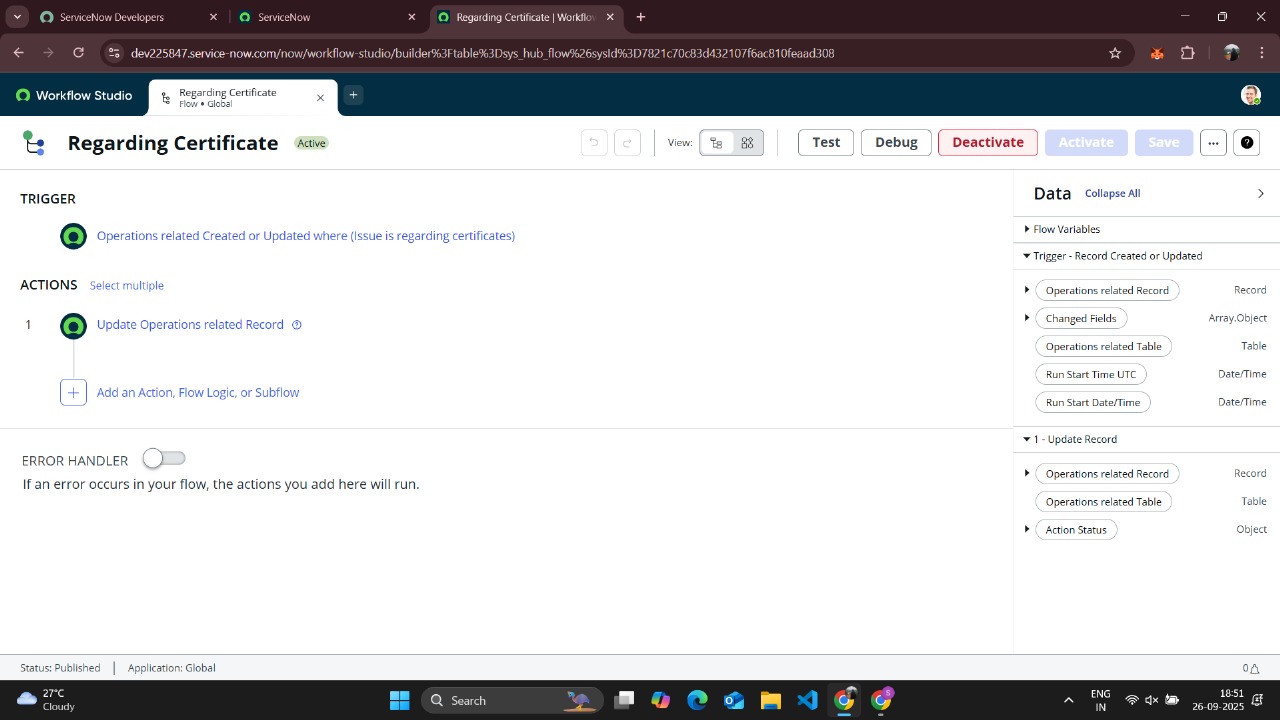 ServiceNow Developers
ServiceNow
Regarding Certificate | Workflow
dev225847.service-now.com/now/workflow-studio/builder%3Ftable%3Dsys_hub_flow%26sysId%3D7821c70c83d432107f6ac810feaad308
Workflow Studio
Regarding Certificate
Flow • Global
Regarding Certificate
Active
View:
Test
Debug
Deactivate
Activate
Save
TRIGGER
Operations related Created or Updated where (Issue is regarding certificates)
ACTIONS Select multiple
1 Update Operations related Record
Add an Action, Flow Logic, or Subflow
ERROR HANDLER
If an error occurs in your flow, the actions you add here will run.
Data Collapse All
Flow Variables
Trigger - Record Created or Updated
Operations related Record Record
Changed Fields Array.Object
Operations related Table Table
Run Start Time UTC Date/Time
Run Start Date/Time Date/Time
1 - Update Record
Operations related Record Record
Operations related Table Table
Action Status Object
Status: Published | Application: Global
0
27°C
Cloudy
Search
ENG
IN
18:51
26-09-2025